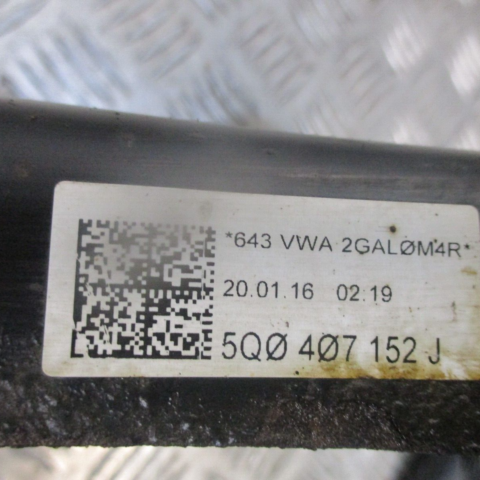 *643 VWA 2GALØM4R*
20.01.16 02:19
5QØ 4Ø7 152 J